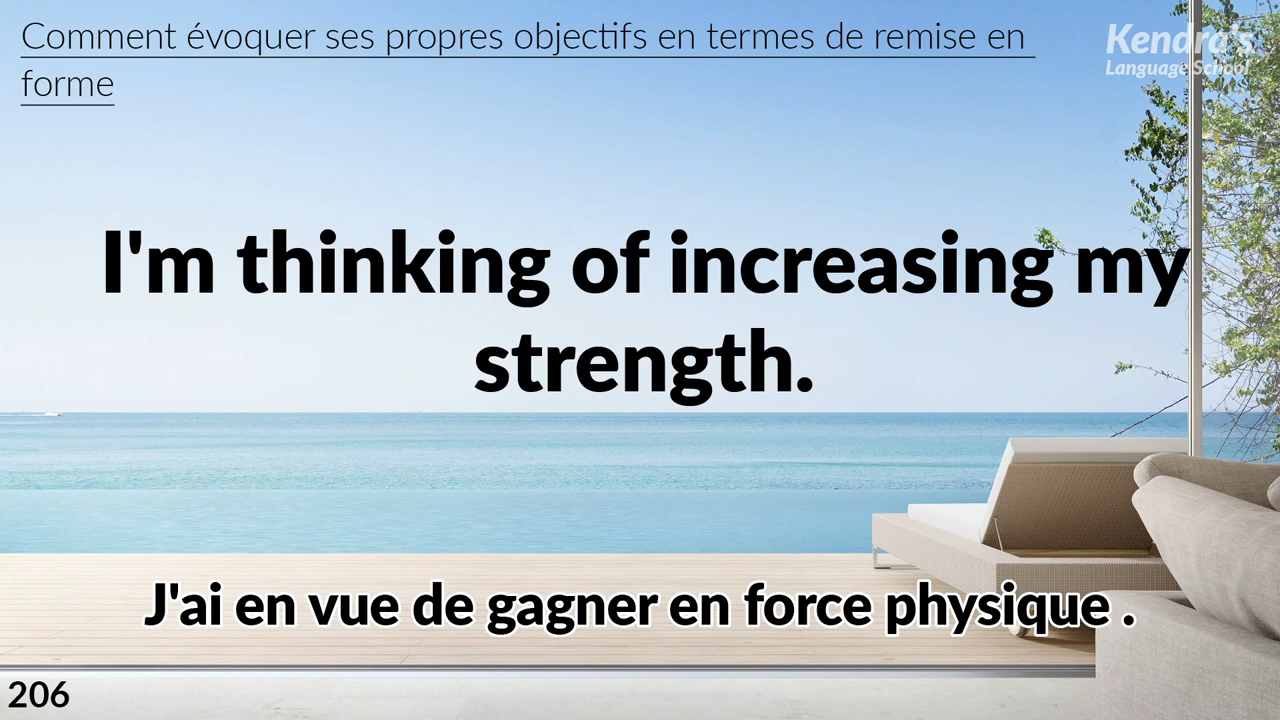 Comment évoquer ses propres objectifs en termes de remise en
forme
Kendra's
Language School
I'm thinking of increasing my
strength.
J'ai en vue de gagner en force physique .
206